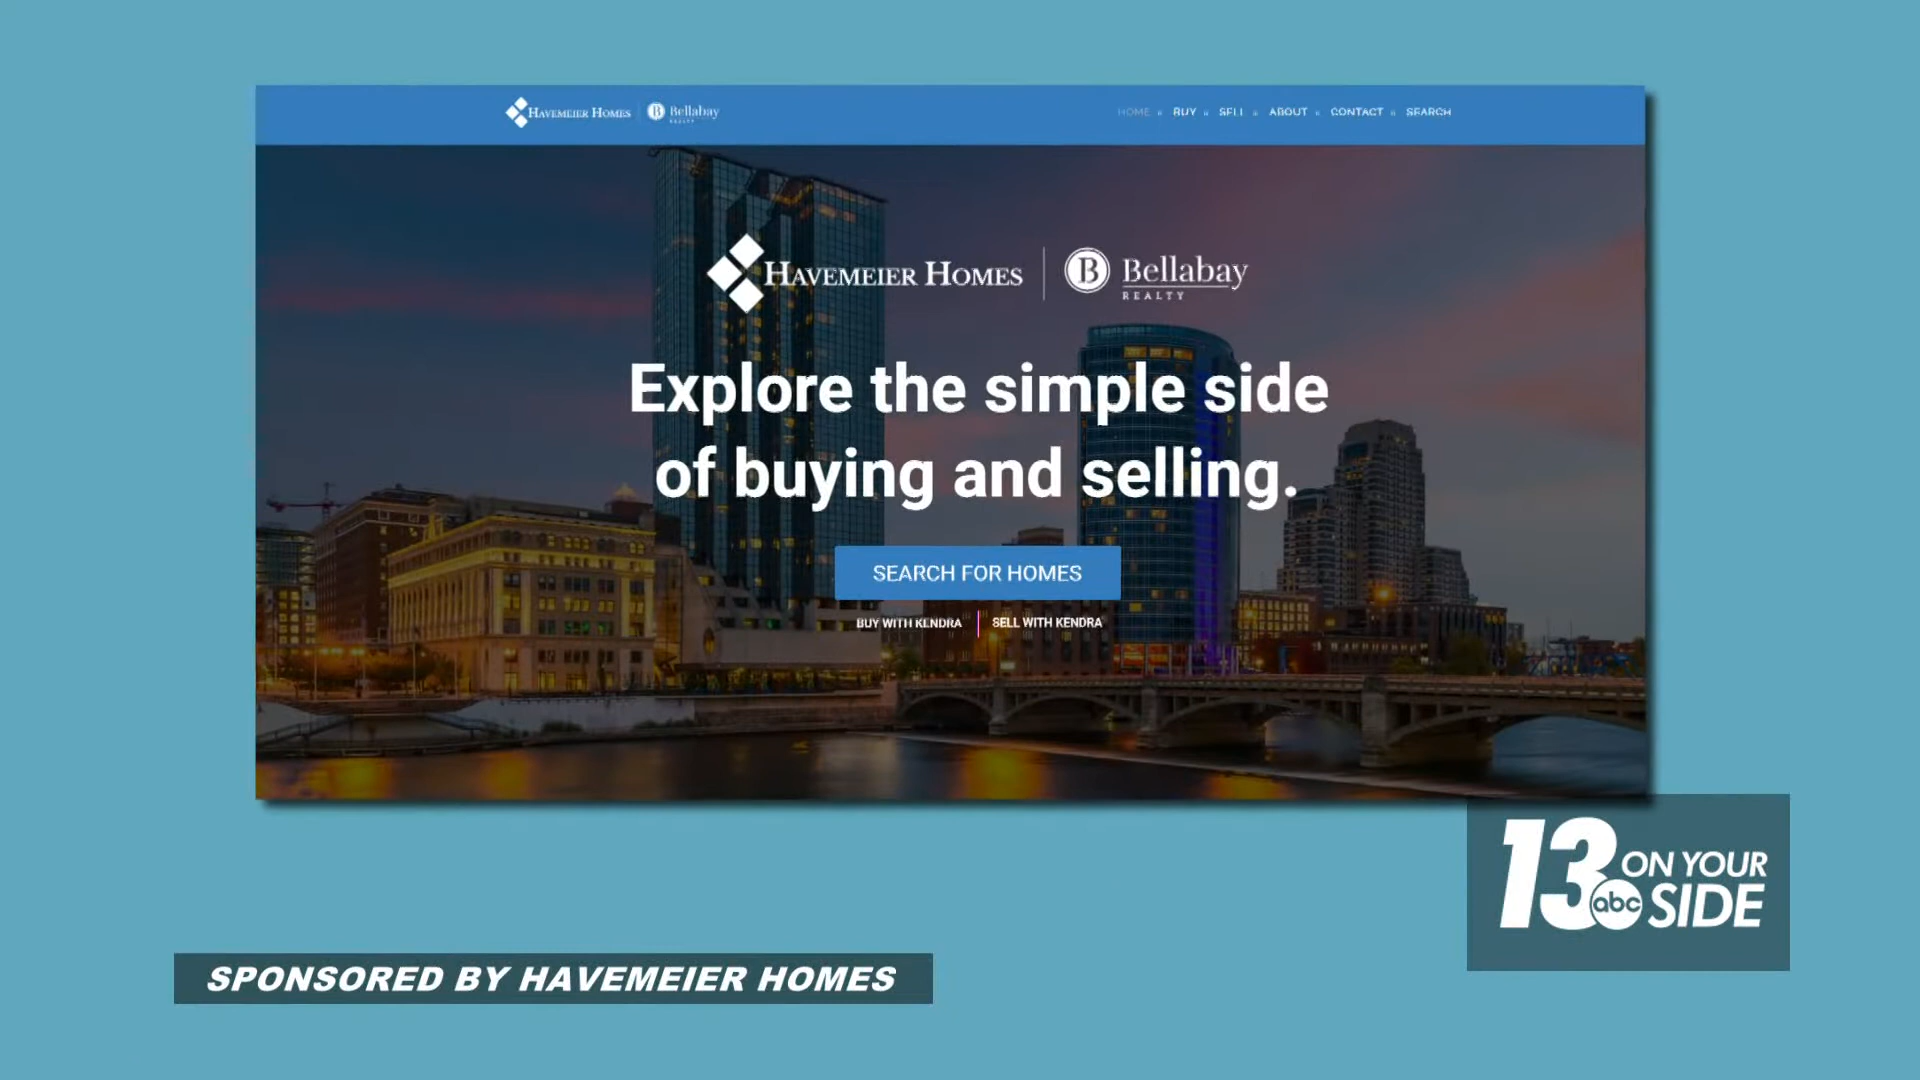 HAVEMEIER HOMES
B Bellabay
REALTY
HOME BUY SELL ABOUT CONTACT SEARCH
HAVEMEIER HOMES
B Bellabay
REALTY
Explore the simple side
of buying and selling.
SEARCH FOR HOMES
BUY WITH KENDRA
SELL WITH KENDRA
13 ON YOUR
abc SIDE
SPONSORED BY HAVEMEIER HOMES